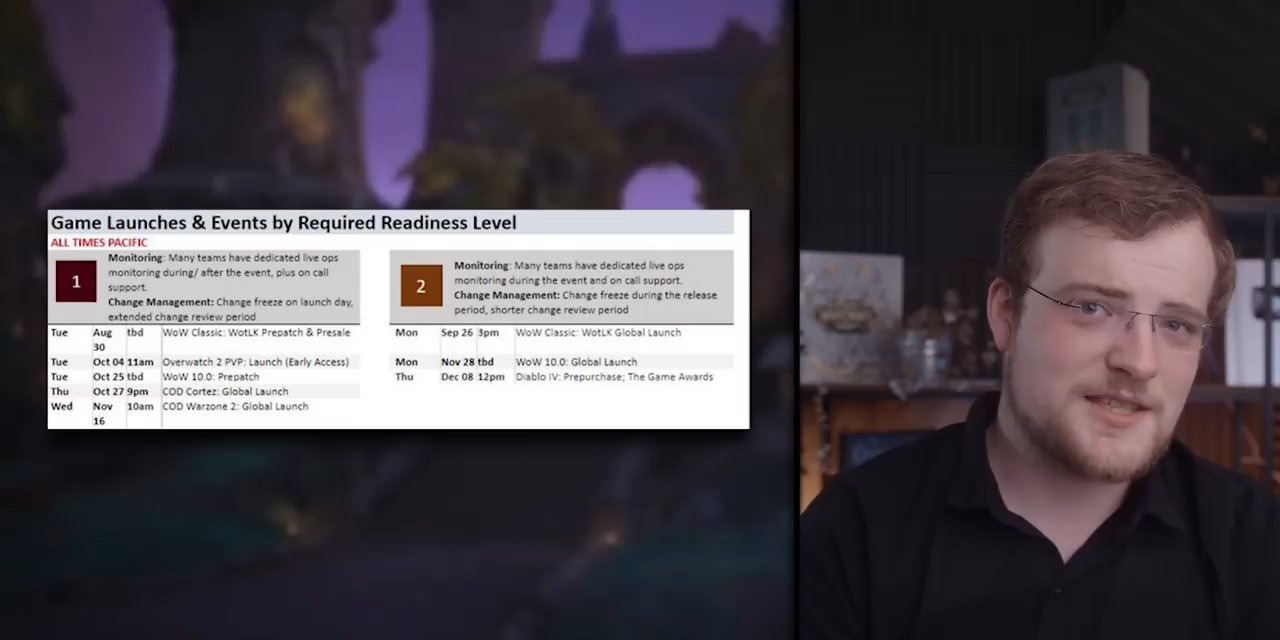 Game Launches & Events by Required Readiness Level
ALL TIMES PACIFIC
1
Monitoring: Many teams have dedicated live ops
monitoring during/ after the event, plus on call
support.
Change Management: Change freeze on launch day,
extended change review period
Tue Aug 30 tbd WoW Classic: WotLK Prepatch & Presale
Tue Oct 04 11am Overwatch 2 PVP: Launch (Early Access)
Tue Oct 25 tbd WoW 10.0: Prepatch
Thu Oct 27 9pm COD Cortez: Global Launch
Wed Nov 16 10am COD Warzone 2: Global Launch
2
Monitoring: Many teams have dedicated live ops
monitoring during the event and on call support.
Change Management: Change freeze during the release
period, shorter change review period
Mon Sep 26 3pm WoW Classic: WotLK Global Launch
Mon Nov 28 tbd WoW 10.0: Global Launch
Thu Dec 08 12pm Diablo IV: Prepurchase; The Game Awards